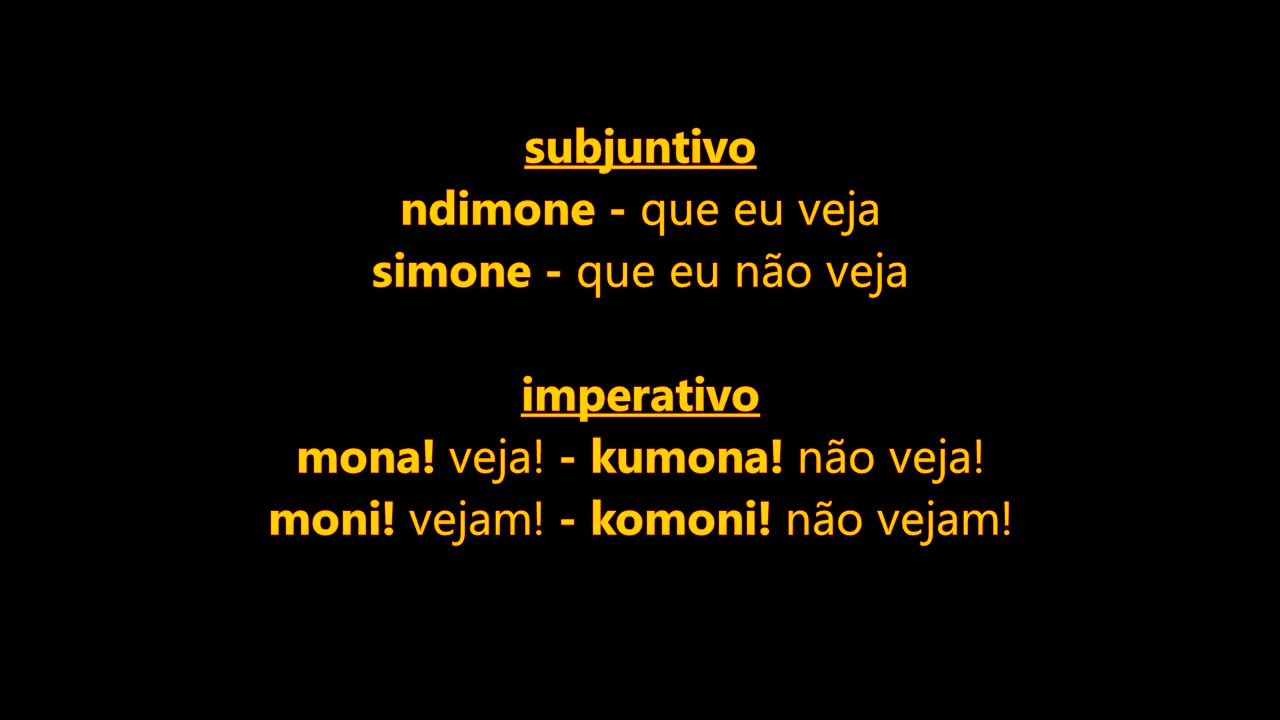 subjuntivo
ndimone - que eu veja
simone - que eu não veja
imperativo
mona! veja! - kumona! não veja!
moni! vejam! - komoni! não vejam!